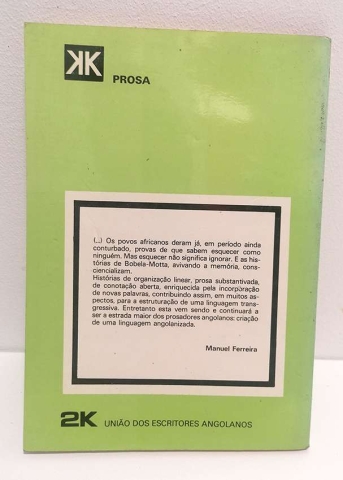 KK
PROSA
(...) Os povos africanos deram já, em período ainda
conturbado, provas de que sabem esquecer como
ninguém. Mas esquecer não significa ignorar. E as his-
tórias de Bobela-Motta, avivando a memória, cons-
ciencializam.
Histórias de organização linear, prosa substantivada,
de conotação aberta, enriquecida pela incorporação
de novas palavras, contribuindo assim, em muitos as-
pectos, para a estruturação de uma linguagem trans-
gressiva. Entretanto esta vem sendo e continuará a
ser a estrada maior dos prosadores angolanos: criação
de uma linguagem angolanizada.
Manuel Ferreira
2K UNIÃO DOS ESCRITORES ANGOLANOS